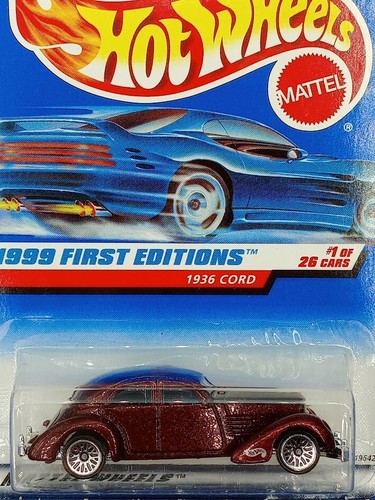 Hot Wheels
MATTEL
®
1999 FIRST EDITIONS™
#1 OF
26 CARS
1936 CORD